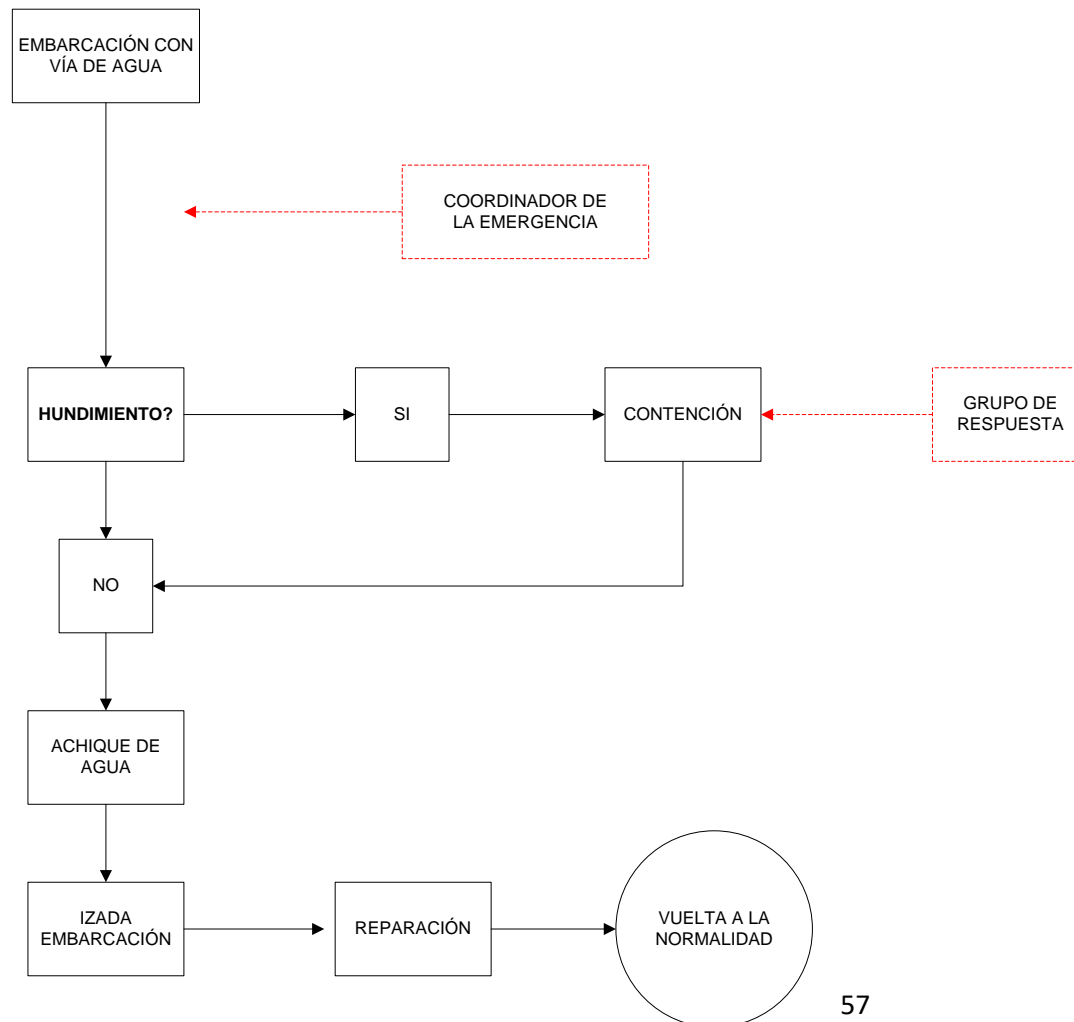 EMBARCACIÓN CON
VÍA DE AGUA
COORDINADOR DE
LA EMERGENCIA
HUNDIMIENTO?
SI
CONTENCIÓN
GRUPO DE
RESPUESTA
NO
ACHIQUE DE
AGUA
IZADA
EMBARCACIÓN
REPARACIÓN
VUELTA A LA
NORMALIDAD
57